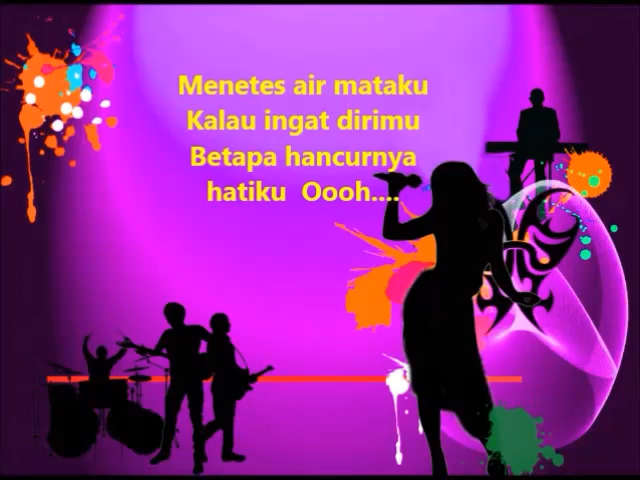 Menetes air mataku
Kalau ingat dirimu
Betapa hancurnya
hatiku  Oooh....